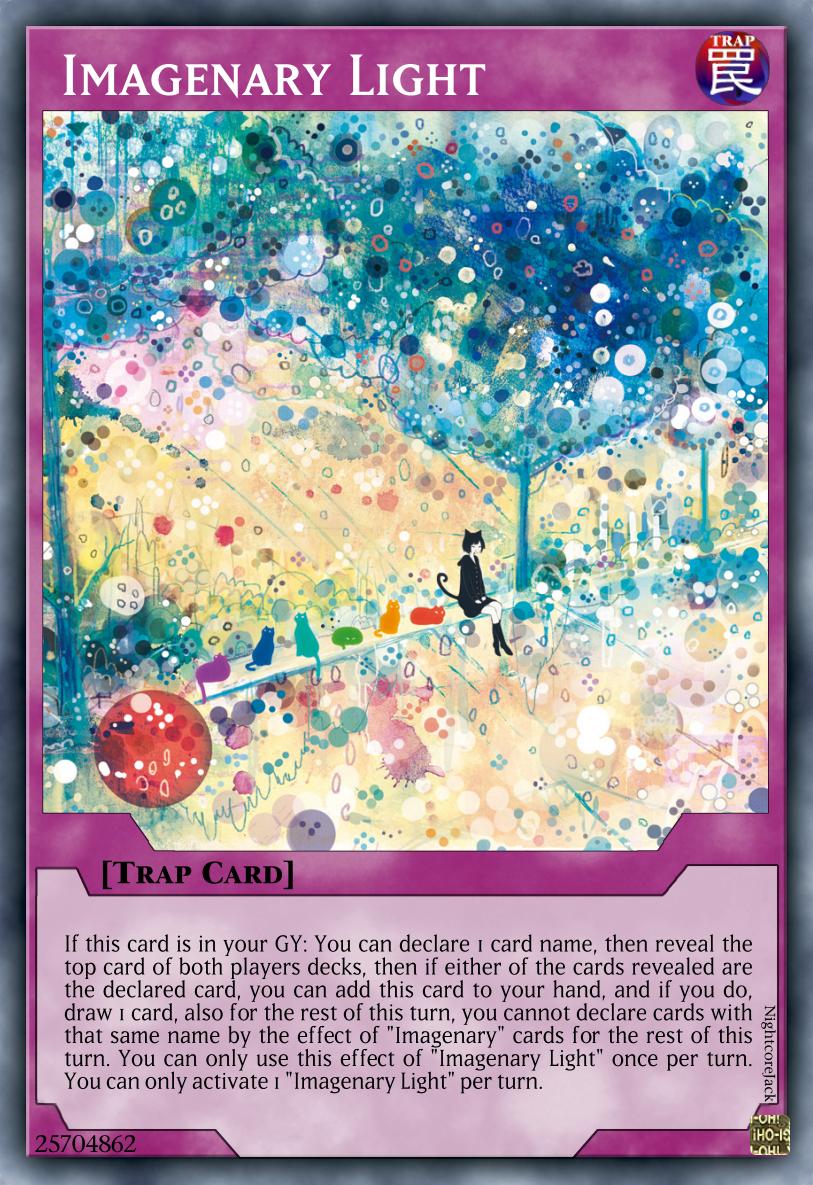 Imagenary Light
TRAP
罠
[Trap Card]
If this card is in your GY: You can declare 1 card name, then reveal the
top card of both players decks, then if either of the cards revealed are
the declared card, you can add this card to your hand, and if you do,
draw 1 card, also for the rest of this turn, you cannot declare cards with
that same name by the effect of "Imagenary" cards for the rest of this
turn. You can only use this effect of "Imagenary Light" once per turn.
You can only activate 1 "Imagenary Light" per turn.
NightcoreJack
25704862